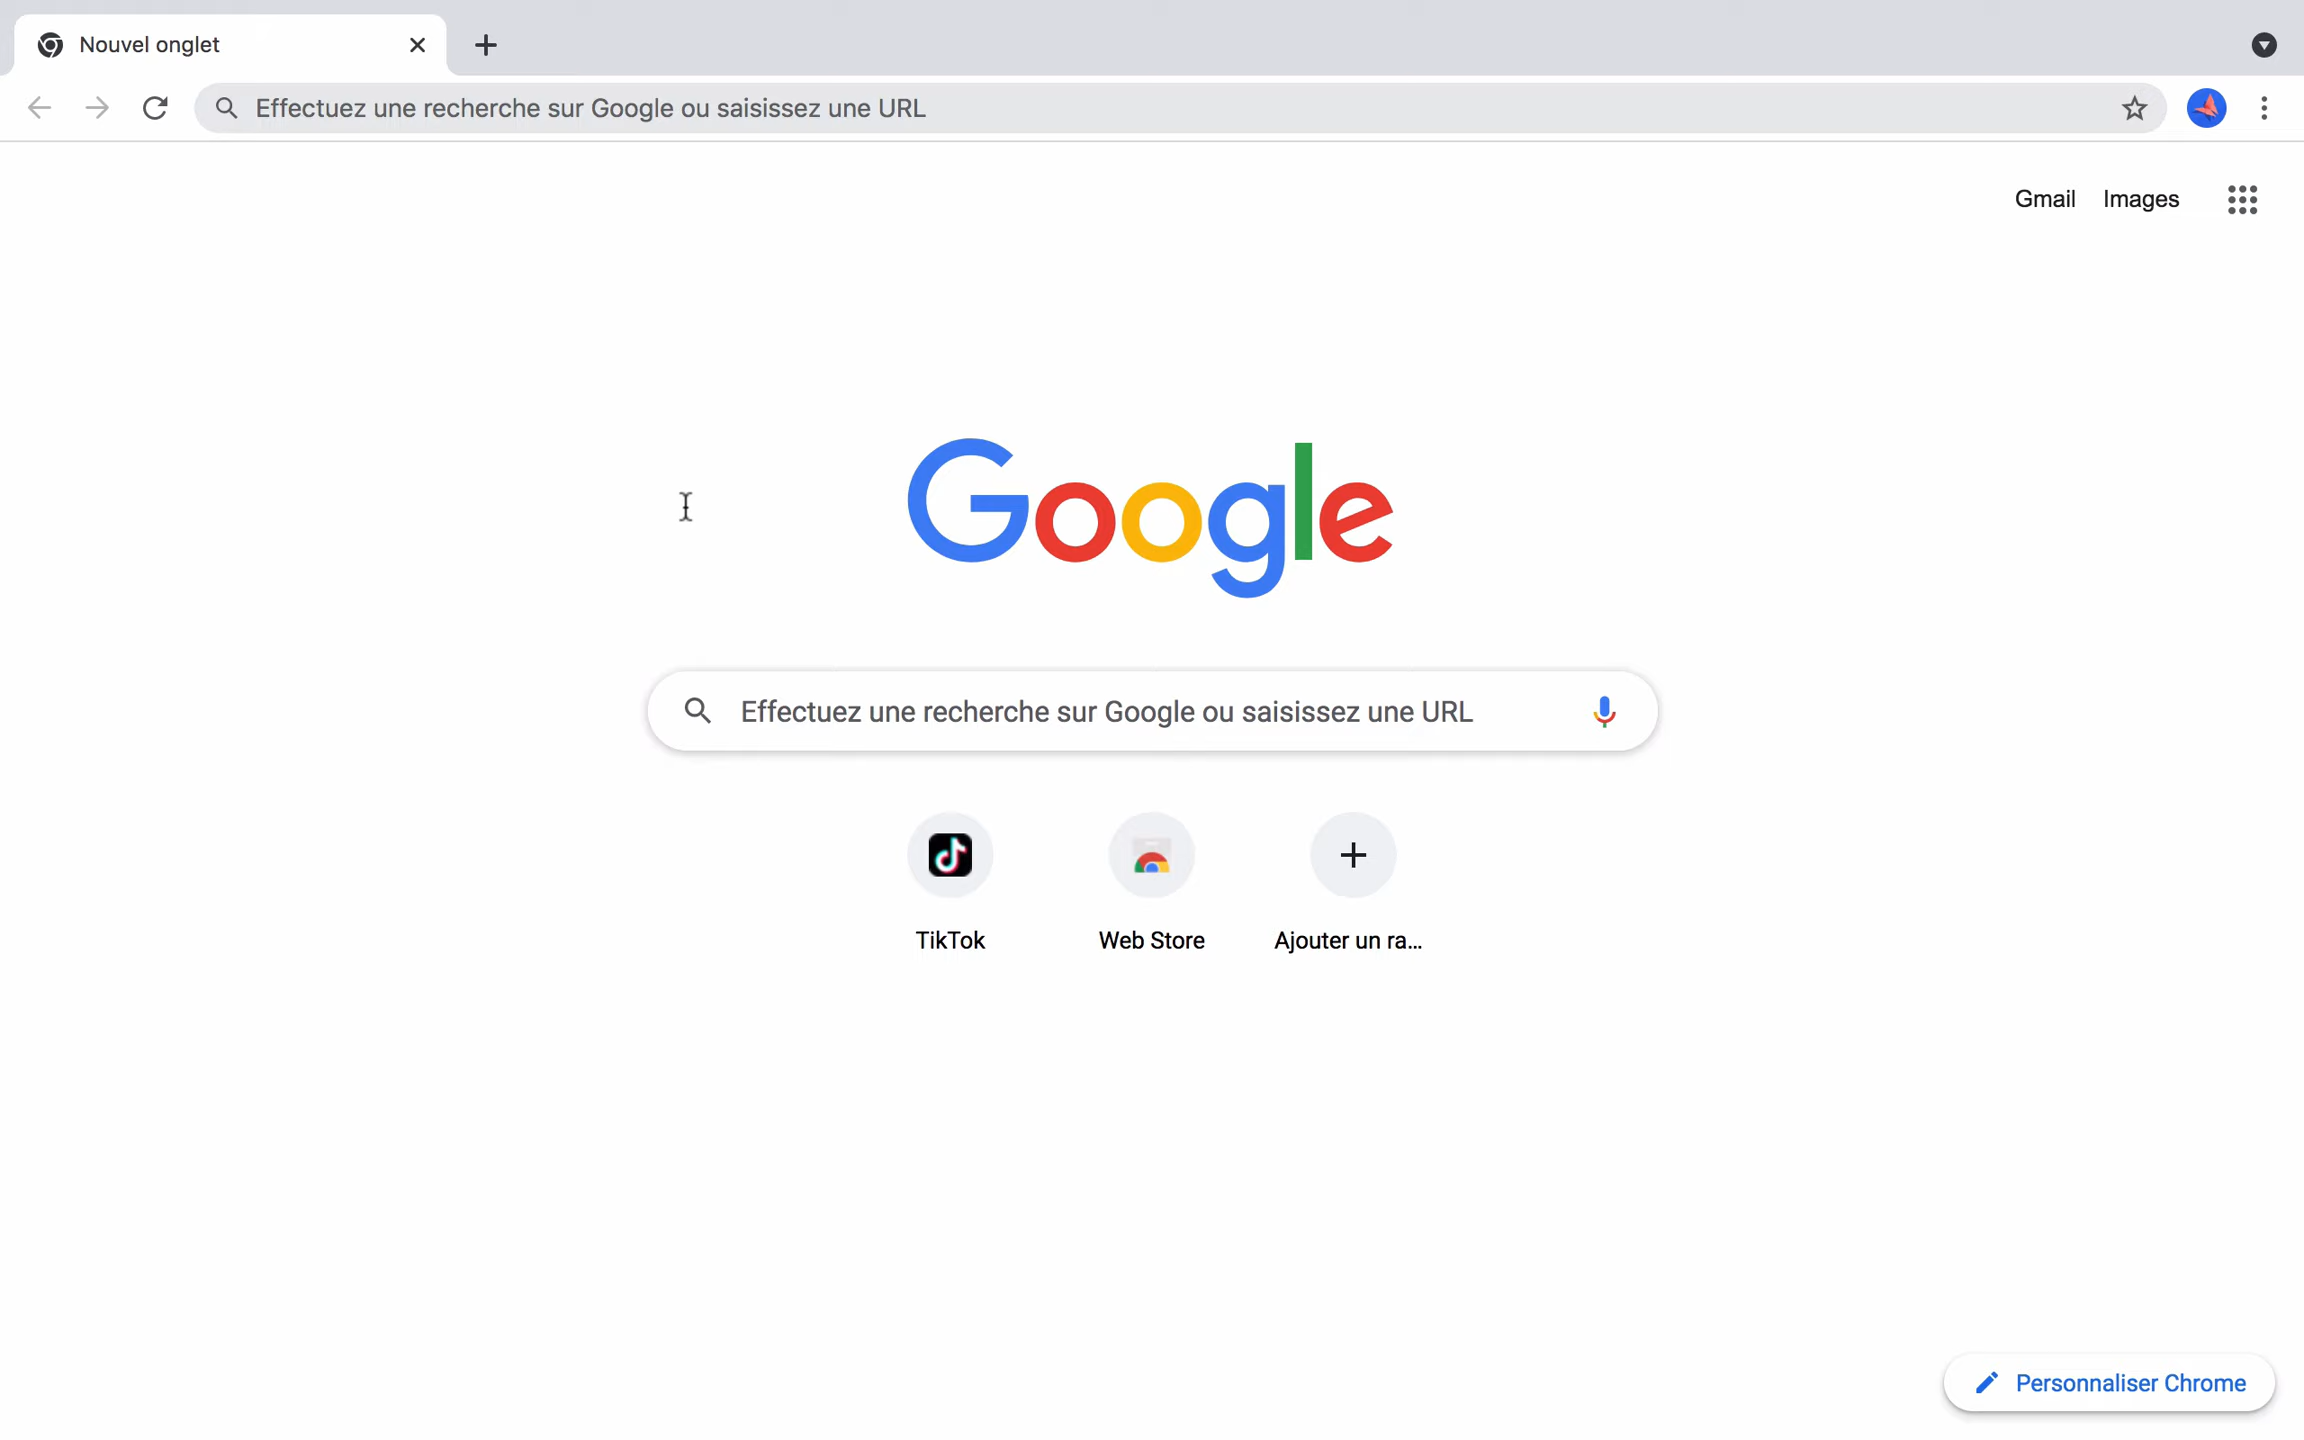 Nouvel onglet
Effectuez une recherche sur Google ou saisissez une URL
Gmail Images
Google
Effectuez une recherche sur Google ou saisissez une URL
TikTok Web Store Ajouter un ra...
Personnaliser Chrome